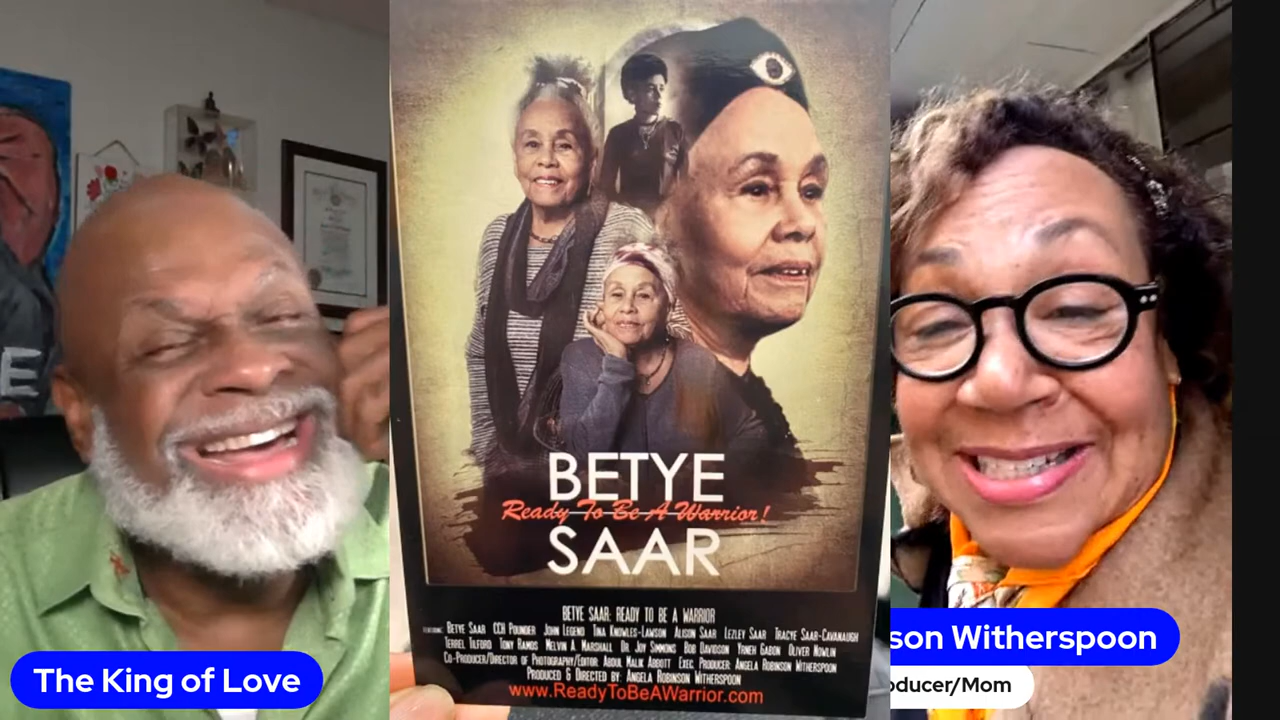 E
The King of Love
BETYE
Ready To Be A Warrior!
SAAR
BETYE SAAR: READY TO BE A WARRIOR
FEATURING: BETYE SAAR CCH POUNDER JOHN LEGEND TINA KNOWLES-LAWSON ALISON SAAR LEZLEY SAAR TRACYE SAAR-CAVANAUGH
TERREL TILFORD TONY RAMOS MELVIN A. MARSHALL DR. JOY SIMMONS BOB DAVIDSON YANEH GABON OLIVER NOWLIN
CO-PRODUCER/DIRECTOR OF PHOTOGRAPHY/EDITOR: ABDUL MALIK ABBOTT EXEC. PRODUCER: ANGELA ROBINSON WITHERSPOON
PRODUCED & DIRECTED BY: ANGELA ROBINSON WITHERSPOON
www.ReadyToBeAWarrior.com
son Witherspoon
oducer/Mom